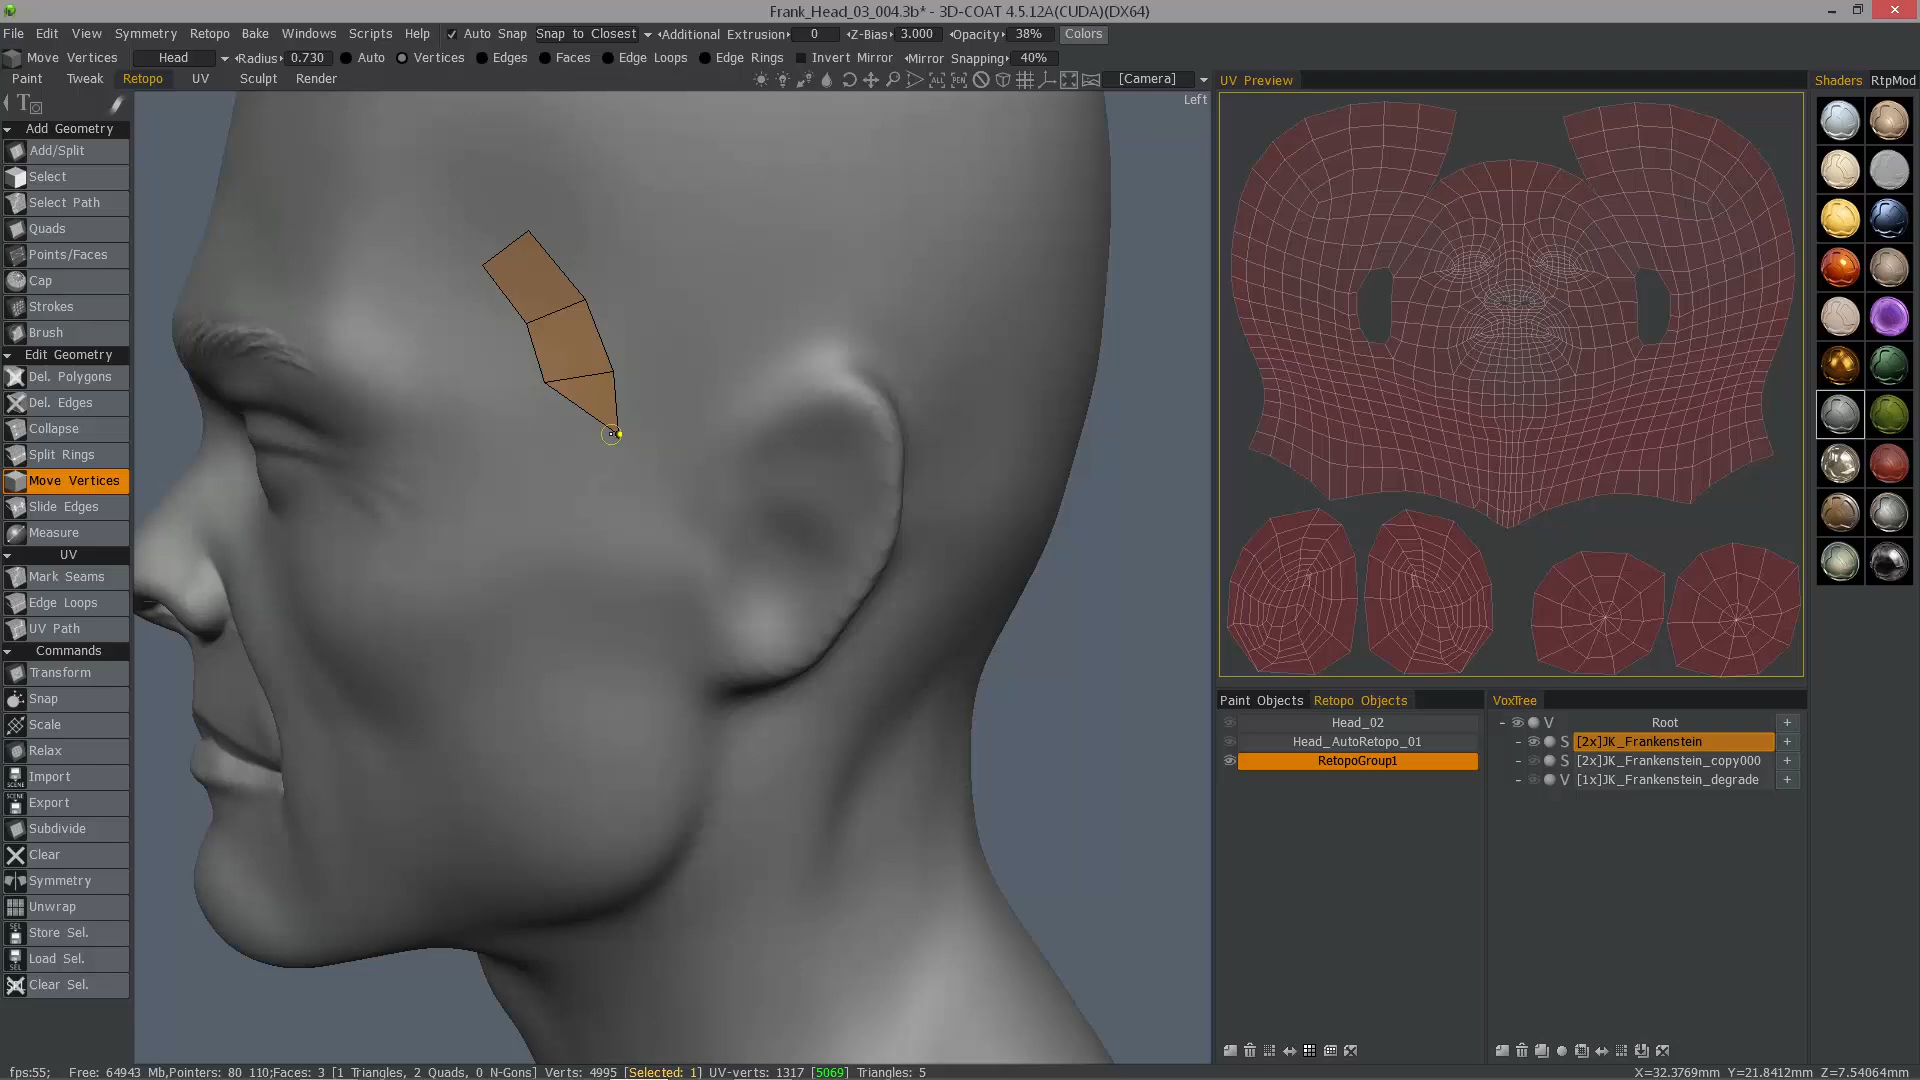 Frank_Head_03_004.3b* - 3D-COAT 4.5.12A(CUDA)(DX64)
File Edit View Symmetry Retopo Bake Windows Scripts Help Auto Snap Snap to Closest Additional Extrusion 0 Z-Bias 3.000 Opacity 38% Colors
Move Vertices Head Radius 0.730 Auto Vertices Edges Faces Edge Loops Edge Rings Invert Mirror Mirror Snapping 40%
Paint Tweak Retopo UV Sculpt Render ALL PEN [Camera] UV Preview Shaders RtpMod
Left
Add Geometry
Add/Split
Select
Select Path
Quads
Points/Faces
Cap
Strokes
Brush
Edit Geometry
Del. Polygons
Del. Edges
Collapse
Split Rings
Move Vertices
Slide Edges
Measure
UV
Mark Seams
Edge Loops
UV Path
Commands
Transform
Snap
Scale
Relax
SCENE Import
SCENE Export
Subdivide
Clear
Symmetry
Unwrap
SEL Store Sel.
SEL Load Sel.
Clear Sel.
Paint Objects Retopo Objects
Head_02
Head_AutoRetopo_01
RetopoGroup1
VoxTree
- V Root +
- S [2x]JK_Frankenstein +
- S [2x]JK_Frankenstein_copy000 +
- V [1x]JK_Frankenstein_degrade +
fps:55; Free: 64943 Mb,Pointers: 80 110;Faces: 3 [1 Triangles, 2 Quads, 0 N-Gons] Verts: 4995 [Selected: 1] UV-verts: 1317 [5069] Triangles: 5 X=32.3769mm Y=21.8412mm Z=7.54064mm